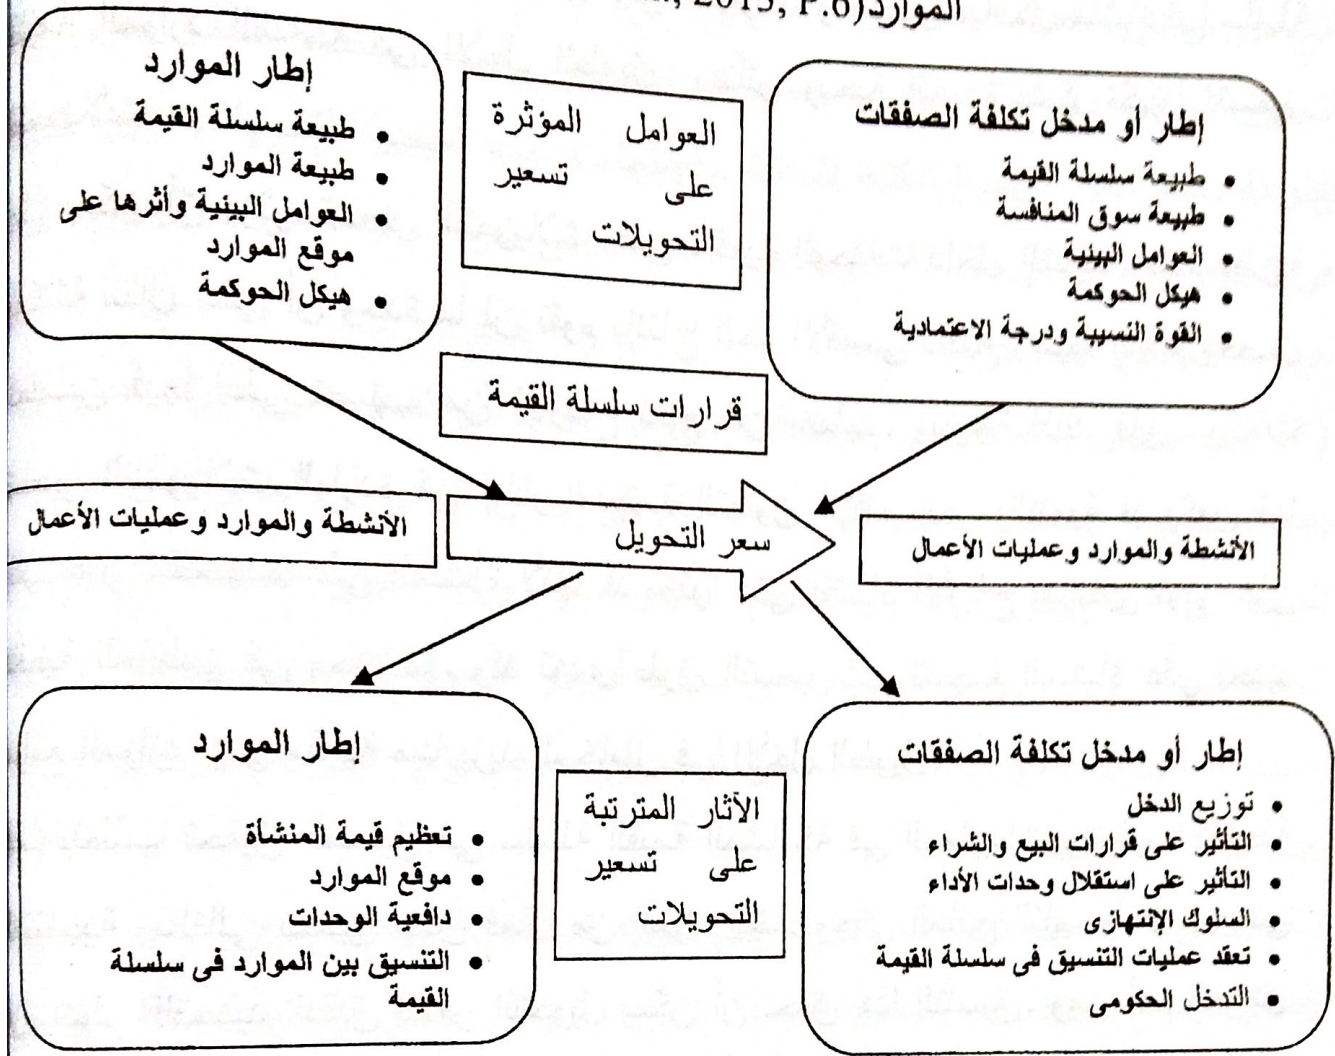 الموارد(2015, P.6
إطار أو مدخل تكلفة الصفقات
• طبيعة سلسلة القيمة
• طبيعة سوق المنافسة
• العوامل البيئية
• هيكل الحوكمة
• القوة النسبية ودرجة الاعتمادية
العوامل المؤثرة
على تسعير
التحويلات
إطار الموارد
• طبيعة سلسلة القيمة
• طبيعة الموارد
• العوامل البيئية وأثرها على
موقع الموارد
• هيكل الحوكمة
قرارات سلسلة القيمة
الأنشطة والموارد وعمليات الأعمال
سعر التحويل
الأنشطة والموارد وعمليات الأعمال
إطار أو مدخل تكلفة الصفقات
• توزيع الدخل
• التأثير على قرارات البيع والشراء
• التأثير على استقلال وحدات الأداء
• السلوك الإنتهازى
• تعقد عمليات التنسيق فى سلسلة القيمة
• التدخل الحكومى
الآثار المترتبة
على تسعير
التحويلات
إطار الموارد
• تعظيم قيمة المنشأة
• موقع الموارد
• دافعية الوحدات
• التنسيق بين الموارد فى سلسلة
القيمة